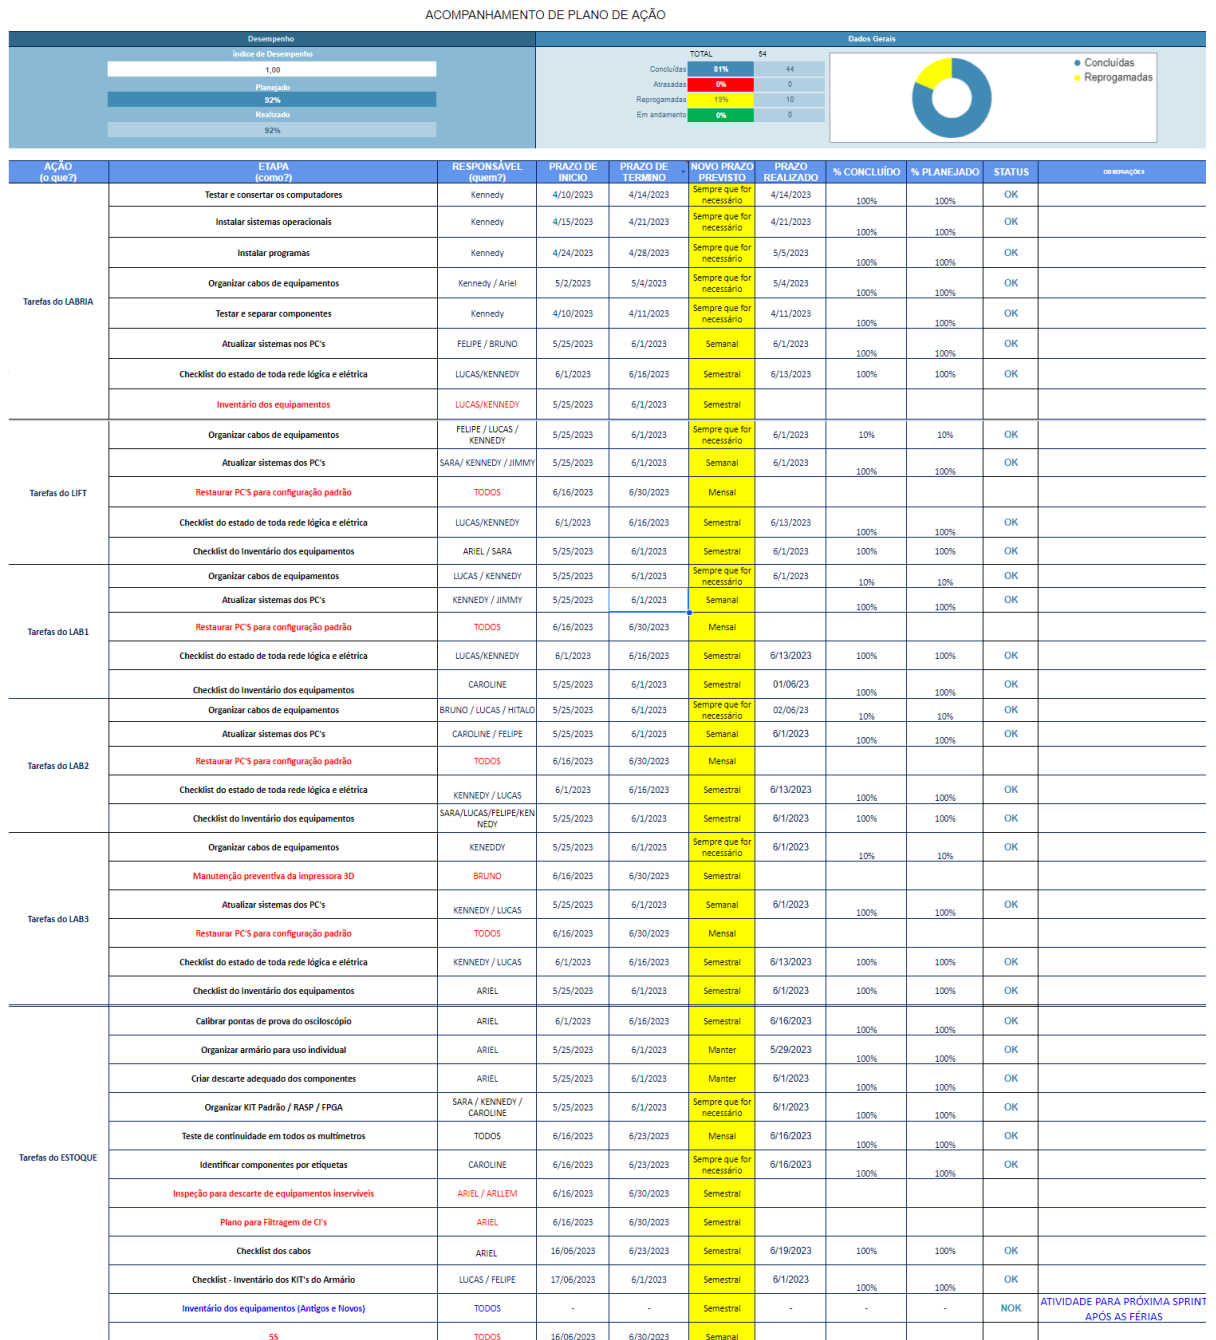 ACOMPANHAMENTO DE PLANO DE AÇÃO
Desempenho
Índice de Desempenho
1,00
Planejado
92%
Realizado
92%
Dados Gerais
TOTAL 54
Concluídas 81% 44
Atrasadas 0% 0
Reprogamadas 19% 10
Em andamento 0% 0
Concluídas
Reprogamadas
AÇÃO (o que?) ETAPA (como?) RESPONSÁVEL (quem?) PRAZO DE INICIO PRAZO DE TERMINO NOVO PRAZO PREVISTO PRAZO REALIZADO % CONCLUÍDO % PLANEJADO STATUS OBSERVAÇÕES
Tarefas do LABRIA
Testar e consertar os computadores Kennedy 4/10/2023 4/14/2023 Sempre que for necessário 4/14/2023 100% 100% OK
Instalar sistemas operacionais Kennedy 4/15/2023 4/21/2023 Sempre que for necessário 4/21/2023 100% 100% OK
Instalar programas Kennedy 4/24/2023 4/28/2023 Sempre que for necessário 5/5/2023 100% 100% OK
Organizar cabos de equipamentos Kennedy / Ariel 5/2/2023 5/4/2023 Sempre que for necessário 5/4/2023 100% 100% OK
Testar e separar componentes Kennedy 4/10/2023 4/11/2023 Sempre que for necessário 4/11/2023 100% 100% OK
Atualizar sistemas nos PC's FELIPE / BRUNO 5/25/2023 6/1/2023 Semanal 6/1/2023 100% 100% OK
Checklist do estado de toda rede lógica e elétrica LUCAS/KENNEDY 6/1/2023 6/16/2023 Semestral 6/13/2023 100% 100% OK
Inventário dos equipamentos LUCAS/KENNEDY 5/25/2023 6/1/2023 Semestral
Tarefas do LIFT
Organizar cabos de equipamentos FELIPE / LUCAS / KENNEDY 5/25/2023 6/1/2023 Sempre que for necessário 6/1/2023 10% 10% OK
Atualizar sistemas dos PC's SARA/ KENNEDY / JIMMY 5/25/2023 6/1/2023 Semanal 6/1/2023 100% 100% OK
Restaurar PC'S para configuração padrão TODOS 6/16/2023 6/30/2023 Mensal
Checklist do estado de toda rede lógica e elétrica LUCAS/KENNEDY 6/1/2023 6/16/2023 Semestral 6/13/2023 100% 100% OK
Checklist do Inventário dos equipamentos ARIEL / SARA 5/25/2023 6/1/2023 Semestral 6/1/2023 100% 100% OK
Tarefas do LAB1
Organizar cabos de equipamentos LUCAS / KENNEDY 5/25/2023 6/1/2023 Sempre que for necessário 6/1/2023 10% 10% OK
Atualizar sistemas dos PC's KENNEDY / JIMMY 5/25/2023 6/1/2023 Semanal 100% 100% OK
Restaurar PC'S para configuração padrão TODOS 6/16/2023 6/30/2023 Mensal
Checklist do estado de toda rede lógica e elétrica LUCAS/KENNEDY 6/1/2023 6/16/2023 Semestral 6/13/2023 100% 100% OK
Checklist do Inventário dos equipamentos CAROLINE 5/25/2023 6/1/2023 Semestral 01/06/23 100% 100% OK
Tarefas do LAB2
Organizar cabos de equipamentos BRUNO / LUCAS / HITALO 5/25/2023 6/1/2023 Sempre que for necessário 02/06/23 10% 10% OK
Atualizar sistemas dos PC's CAROLINE / FELIPE 5/25/2023 6/1/2023 Semanal 6/1/2023 100% 100% OK
Restaurar PC'S para configuração padrão TODOS 6/16/2023 6/30/2023 Mensal
Checklist do estado de toda rede lógica e elétrica KENNEDY / LUCAS 6/1/2023 6/16/2023 Semestral 6/13/2023 100% 100% OK
Checklist do Inventário dos equipamentos SARA/LUCAS/FELIPE/KENNEDY 5/25/2023 6/1/2023 Semestral 6/1/2023 100% 100% OK
Tarefas do LAB3
Organizar cabos de equipamentos KENEDDY 5/25/2023 6/1/2023 Sempre que for necessário 6/1/2023 10% 10% OK
Manutenção preventiva da impressora 3D BRUNO 6/16/2023 6/30/2023 Semestral
Atualizar sistemas dos PC's KENNEDY / LUCAS 5/25/2023 6/1/2023 Semanal 6/1/2023 100% 100% OK
Restaurar PC'S para configuração padrão TODOS 6/16/2023 6/30/2023 Mensal
Checklist do estado de toda rede lógica e elétrica KENNEDY / LUCAS 6/1/2023 6/16/2023 Semestral 6/13/2023 100% 100% OK
Checklist do Inventário dos equipamentos ARIEL 5/25/2023 6/1/2023 Semestral 6/1/2023 100% 100% OK
Tarefas do ESTOQUE
Calibrar pontas de prova do osciloscópio ARIEL 6/1/2023 6/16/2023 Semestral 6/16/2023 100% 100% OK
Organizar armário para uso individual ARIEL 5/25/2023 6/1/2023 Manter 5/29/2023 100% 100% OK
Criar descarte adequado dos componentes ARIEL 5/25/2023 6/1/2023 Manter 6/1/2023 100% 100% OK
Organizar KIT Padrão / RASP / FPGA SARA / KENNEDY / CAROLINE 5/25/2023 6/1/2023 Sempre que for necessário 6/1/2023 100% 100% OK
Teste de continuidade em todos os multímetros TODOS 6/16/2023 6/23/2023 Mensal 6/16/2023 100% 100% OK
Identificar componentes por etiquetas CAROLINE 6/16/2023 6/23/2023 Sempre que for necessário 6/16/2023 100% 100% OK
Inspeção para descarte de equipamentos inservíveis ARIEL / ARLLEM 6/16/2023 6/30/2023 Semestral
Plano para Filtragem de CI's ARIEL 6/16/2023 6/30/2023 Semestral
Checklist dos cabos ARIEL 16/06/2023 6/23/2023 Semestral 6/19/2023 100% 100% OK
Checklist - Inventário dos KIT's do Armário LUCAS / FELIPE 17/06/2023 6/1/2023 Semestral 6/1/2023 100% 100% OK
Inventário dos equipamentos (Antigos e Novos) TODOS - - Semestral - - - NOK ATIVIDADE PARA PRÓXIMA SPRINT APÓS AS FÉRIAS
5S TODOS 16/06/2023 6/30/2023 Semanal